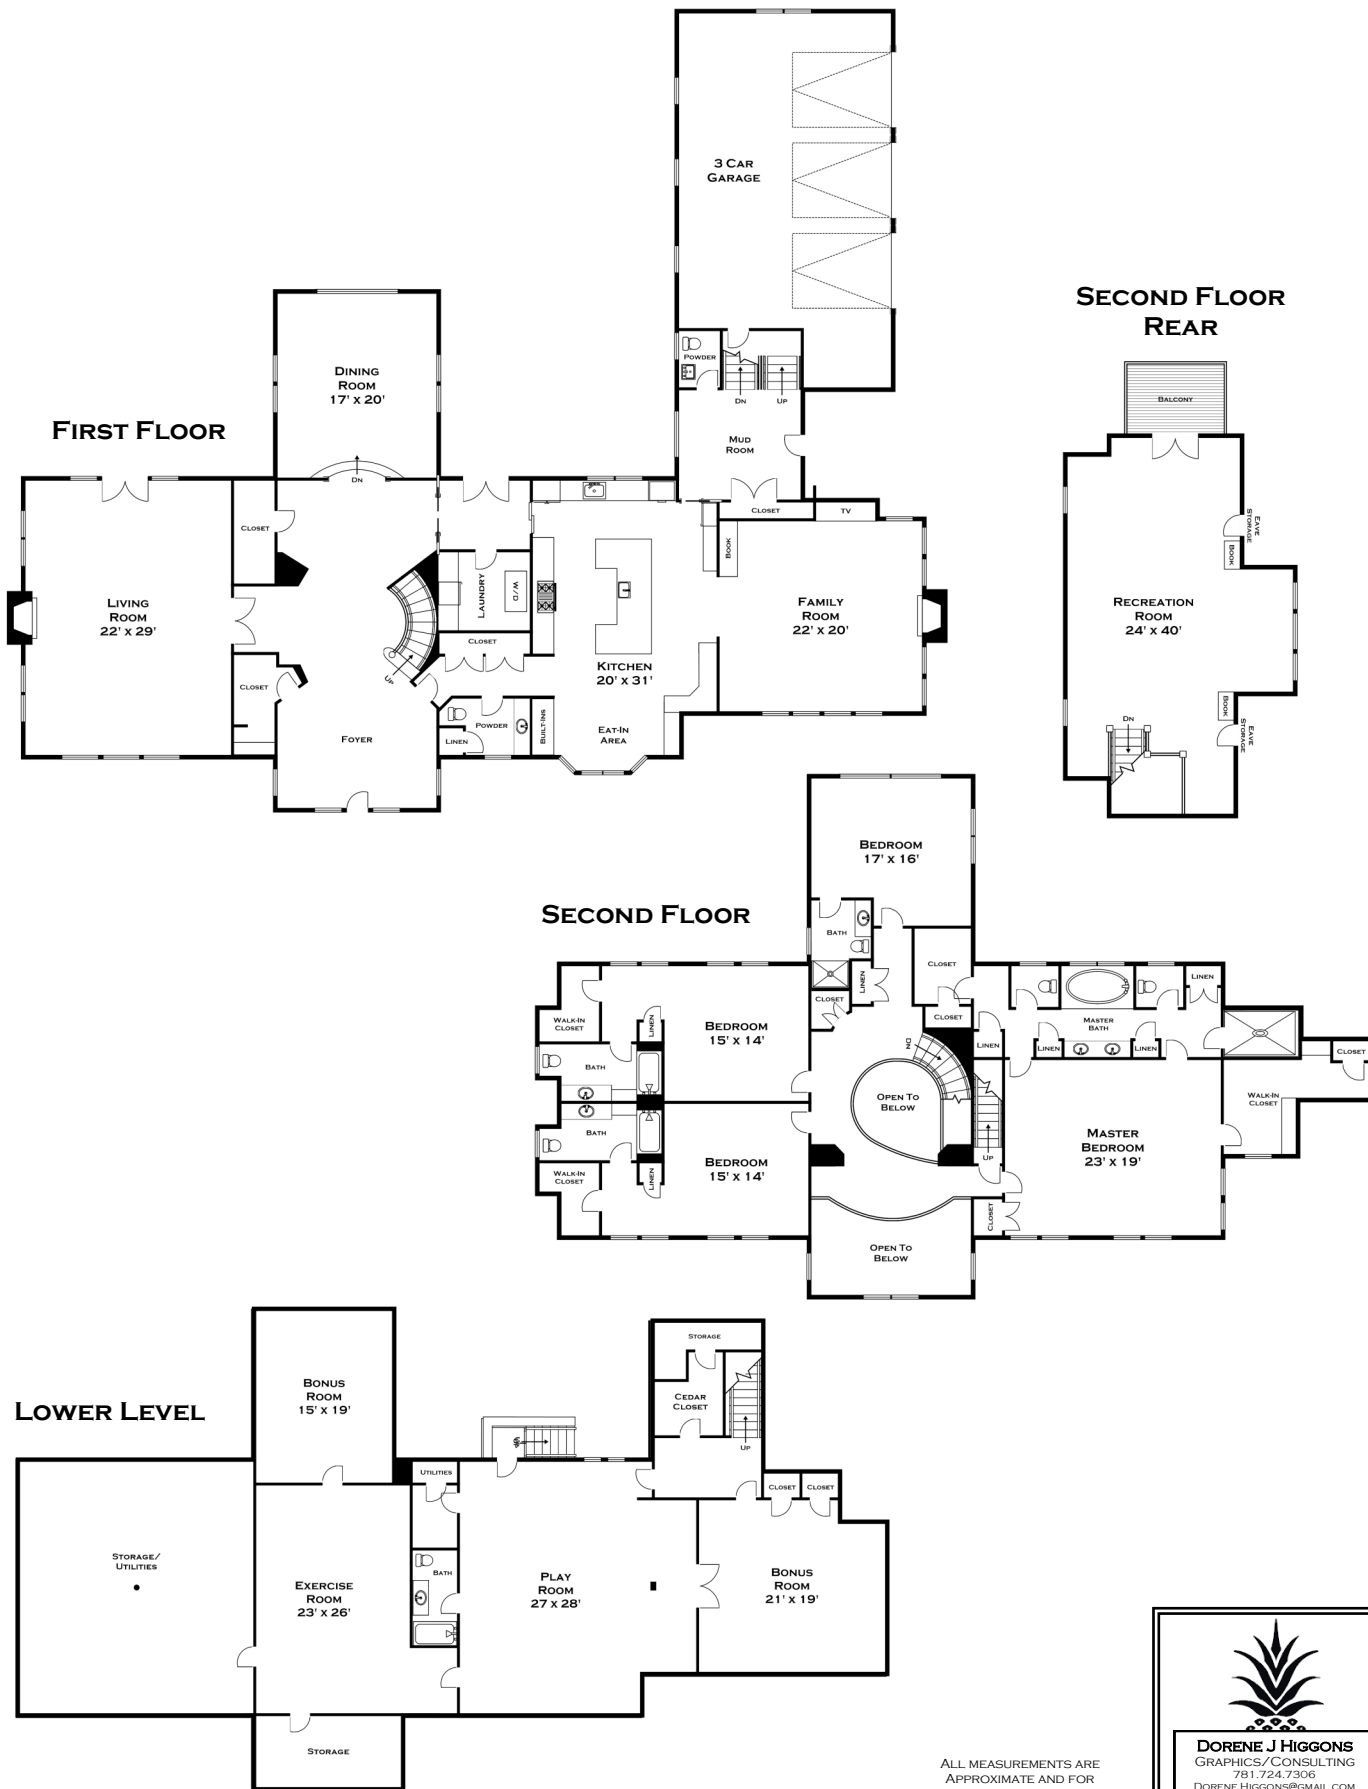 3 CAR
GARAGE
SECOND FLOOR
REAR
POWDER
DN
UP
BALCONY
DINING
ROOM
17' X 20'
FIRST FLOOR
MUD
ROOM
DN
CLOSET
CLOSET
TV
BOOK
LIVING
ROOM
22' X 29'
LAUNDRY
W/D
CLOSET
FAMILY
ROOM
22' X 20'
KITCHEN
20' X 31'
UP
CLOSET
FOYER
POWDER
LINEN
BUILT-INS
EAT-IN
AREA
EAVE
STORAGE
BOOK
RECREATION
ROOM
24' X 40'
BOOK
EAVE
STORAGE
DN
SECOND FLOOR
BEDROOM
17' X 16'
BATH
LINEN
CLOSET
CLOSET
CLOSET
LINEN
WALK-IN
CLOSET
LINEN
BEDROOM
15' X 14'
BATH
DN
LINEN
LINEN
MASTER
BATH
LINEN
CLOSET
OPEN TO
BELOW
WALK-IN
CLOSET
BATH
MASTER
BEDROOM
23' X 19'
UP
WALK-IN
CLOSET
LINEN
BEDROOM
15' X 14'
CLOSET
OPEN TO
BELOW
LOWER LEVEL
BONUS
ROOM
15' X 19'
STORAGE
CEDAR
CLOSET
UP
UTILITIES
CLOSET
CLOSET
STORAGE/
UTILITIES
EXERCISE
ROOM
23' X 26'
BATH
PLAY
ROOM
27 X 28'
BONUS
ROOM
21' X 19'
STORAGE
ALL MEASUREMENTS ARE
APPROXIMATE AND FOR
DORENE J HIGGONS
GRAPHICS/CONSULTING
781.724.7306
DORENE.HIGGONS@GMAIL.COM